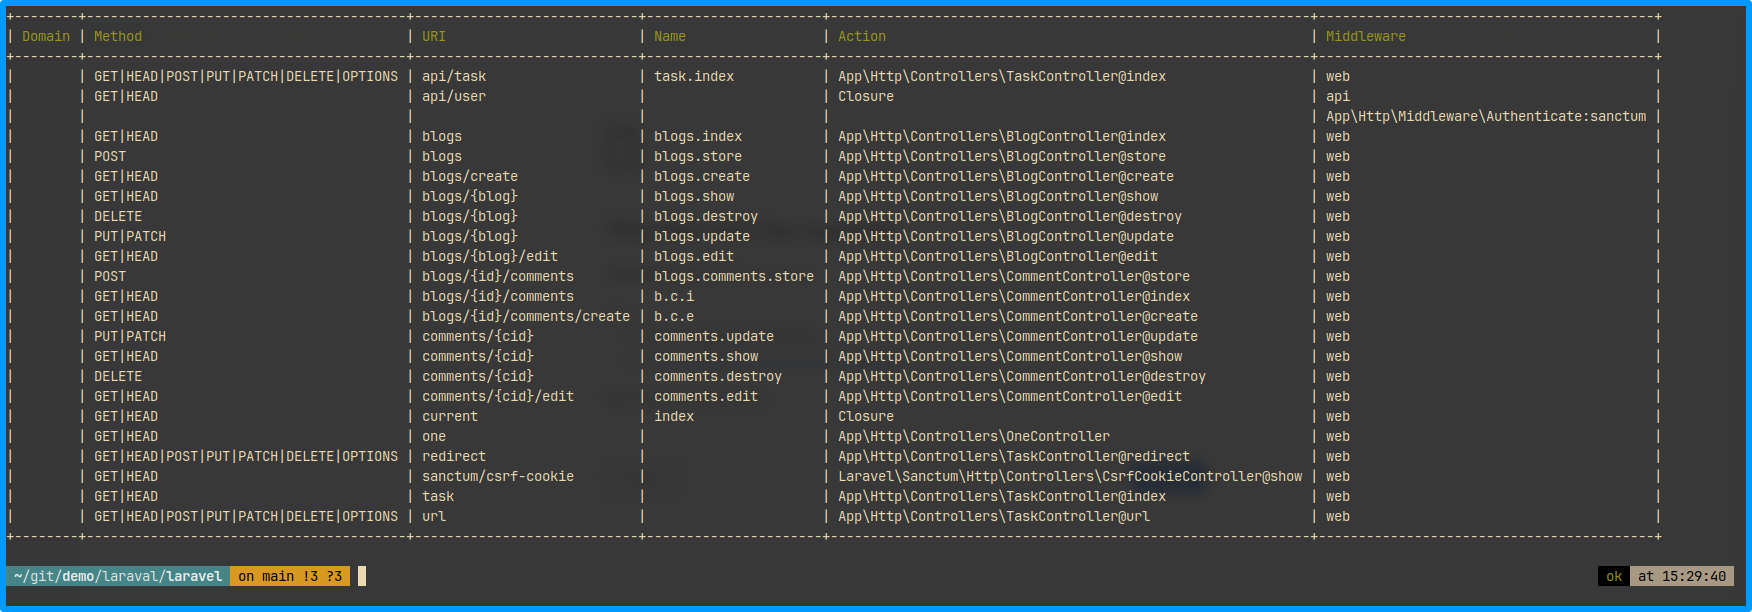 +--------+----------------------------------------+----------------------------+----------------------+------------------------------------------------------------+------------------------------------------+
| Domain | Method                                 | URI                        | Name                 | Action                                                     | Middleware                               |
+--------+----------------------------------------+----------------------------+----------------------+------------------------------------------------------------+------------------------------------------+
|        | GET|HEAD|POST|PUT|PATCH|DELETE|OPTIONS | api/task                   | task.index           | App\Http\Controllers\TaskController@index                  | web                                      |
|        | GET|HEAD                               | api/user                   |                      | Closure                                                    | api                                      |
|        |                                        |                            |                      |                                                            | App\Http\Middleware\Authenticate:sanctum |
|        | GET|HEAD                               | blogs                      | blogs.index          | App\Http\Controllers\BlogController@index                  | web                                      |
|        | POST                                   | blogs                      | blogs.store          | App\Http\Controllers\BlogController@store                  | web                                      |
|        | GET|HEAD                               | blogs/create               | blogs.create         | App\Http\Controllers\BlogController@create                 | web                                      |
|        | GET|HEAD                               | blogs/{blog}               | blogs.show           | App\Http\Controllers\BlogController@show                   | web                                      |
|        | DELETE                                 | blogs/{blog}               | blogs.destroy        | App\Http\Controllers\BlogController@destroy                | web                                      |
|        | PUT|PATCH                              | blogs/{blog}               | blogs.update         | App\Http\Controllers\BlogController@update                 | web                                      |
|        | GET|HEAD                               | blogs/{blog}/edit          | blogs.edit           | App\Http\Controllers\BlogController@edit                   | web                                      |
|        | POST                                   | blogs/{id}/comments        | blogs.comments.store | App\Http\Controllers\CommentController@store               | web                                      |
|        | GET|HEAD                               | blogs/{id}/comments        | b.c.i                | App\Http\Controllers\CommentController@index               | web                                      |
|        | GET|HEAD                               | blogs/{id}/comments/create | b.c.e                | App\Http\Controllers\CommentController@create              | web                                      |
|        | PUT|PATCH                              | comments/{cid}             | comments.update      | App\Http\Controllers\CommentController@update              | web                                      |
|        | GET|HEAD                               | comments/{cid}             | comments.show        | App\Http\Controllers\CommentController@show                | web                                      |
|        | DELETE                                 | comments/{cid}             | comments.destroy     | App\Http\Controllers\CommentController@destroy             | web                                      |
|        | GET|HEAD                               | comments/{cid}/edit        | comments.edit        | App\Http\Controllers\CommentController@edit                | web                                      |
|        | GET|HEAD                               | current                    | index                | Closure                                                    | web                                      |
|        | GET|HEAD                               | one                        |                      | App\Http\Controllers\OneController                         | web                                      |
|        | GET|HEAD|POST|PUT|PATCH|DELETE|OPTIONS | redirect                   |                      | App\Http\Controllers\TaskController@redirect               | web                                      |
|        | GET|HEAD                               | sanctum/csrf-cookie        |                      | Laravel\Sanctum\Http\Controllers\CsrfCookieController@show | web                                      |
|        | GET|HEAD                               | task                       |                      | App\Http\Controllers\TaskController@index                  | web                                      |
|        | GET|HEAD|POST|PUT|PATCH|DELETE|OPTIONS | url                        |                      | App\Http\Controllers\TaskController@url                    | web                                      |
+--------+----------------------------------------+----------------------------+----------------------+------------------------------------------------------------+------------------------------------------+
~/git/demo/laraval/laravel on main !3 ?3 ok at 15:29:40